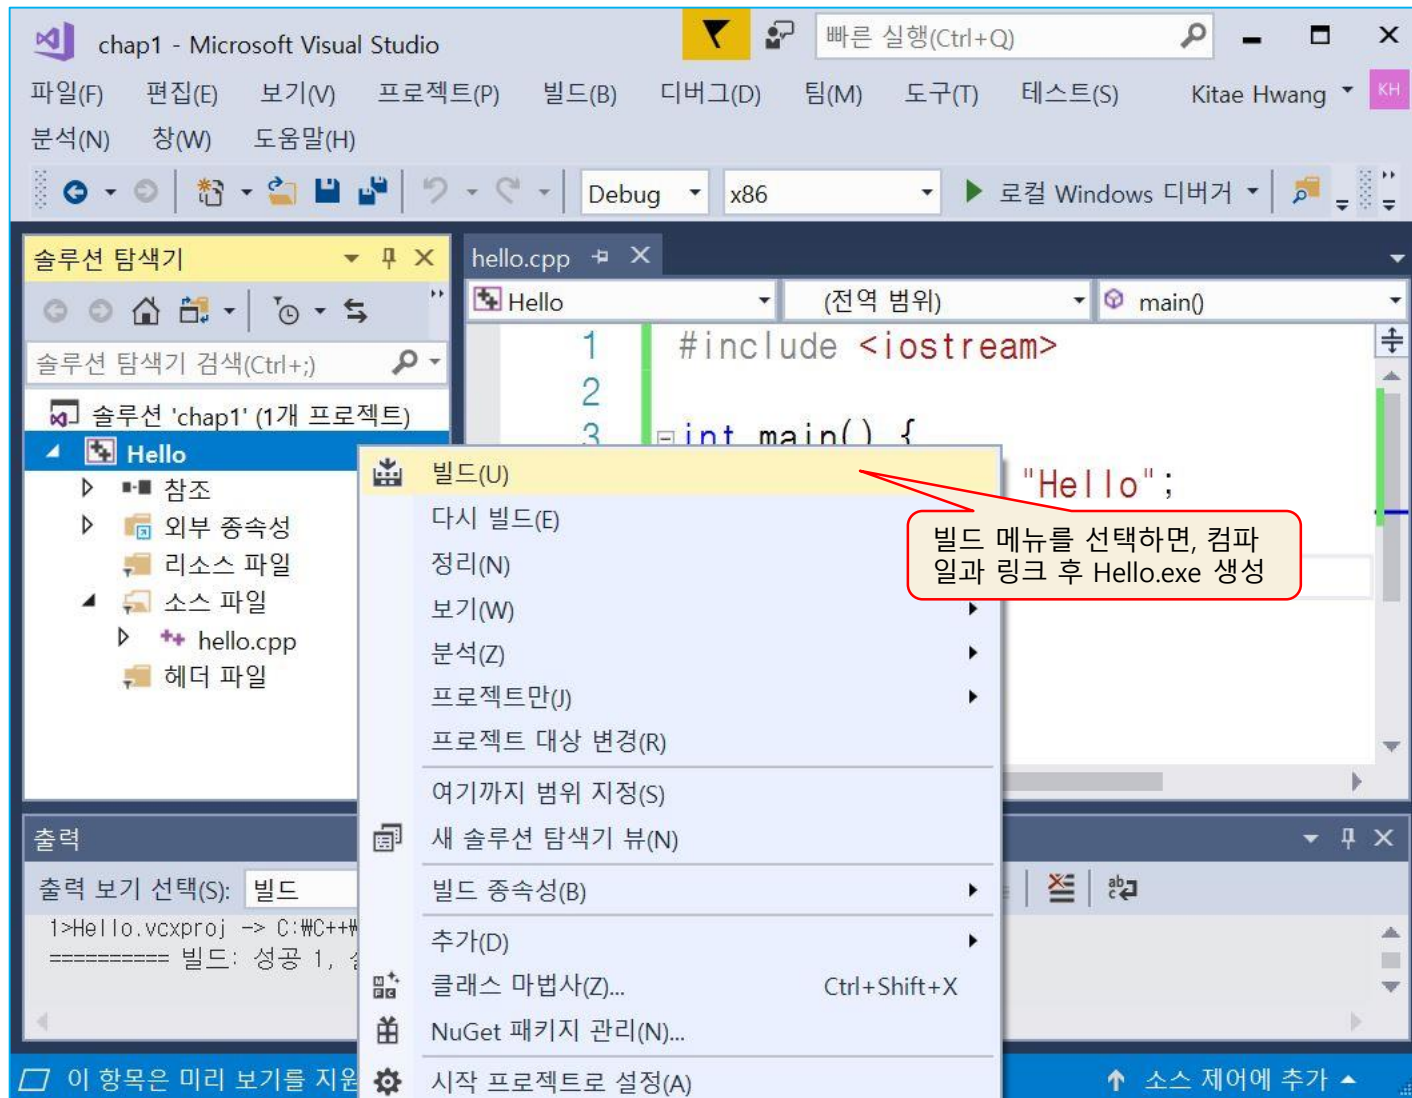 chap1 - Microsoft Visual Studio
빠른 실행(Ctrl+Q)
파일(F) 편집(E) 보기(V) 프로젝트(P) 빌드(B) 디버그(D) 팀(M) 도구(T) 테스트(S) Kitae Hwang KH
분석(N) 창(W) 도움말(H)
Debug x86 로컬 Windows 디버거
솔루션 탐색기
hello.cpp
Hello (전역 범위) main()
솔루션 탐색기 검색(Ctrl+;)
솔루션 'chap1' (1개 프로젝트)
Hello
참조
외부 종속성
리소스 파일
소스 파일
hello.cpp
헤더 파일
1 #include <iostream>
2
3 int main() {
"Hello";
빌드(U)
다시 빌드(E)
정리(N)
보기(W)
분석(Z)
프로젝트만(J)
프로젝트 대상 변경(R)
여기까지 범위 지정(S)
새 솔루션 탐색기 뷰(N)
빌드 종속성(B)
추가(D)
클래스 마법사(Z)... Ctrl+Shift+X
NuGet 패키지 관리(N)...
시작 프로젝트로 설정(A)
빌드 메뉴를 선택하면, 컴파
일과 링크 후 Hello.exe 생성
출력
출력 보기 선택(S): 빌드
1>Hello.vcxproj -> C:₩C++₩
========== 빌드: 성공 1,
이 항목은 미리 보기를 지원
소스 제어에 추가